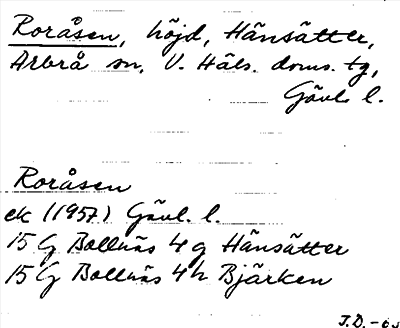 Roråsen, höjd, Hänsätter,
Arbrå sn, V. Häls. doms. tg,
Gävl. l.
Roråsen
ek (1957) Gävl. l.
15 G Bollnäs 4 g Hänsätter
15 G Bollnäs 4 h Bjärken
J.D.